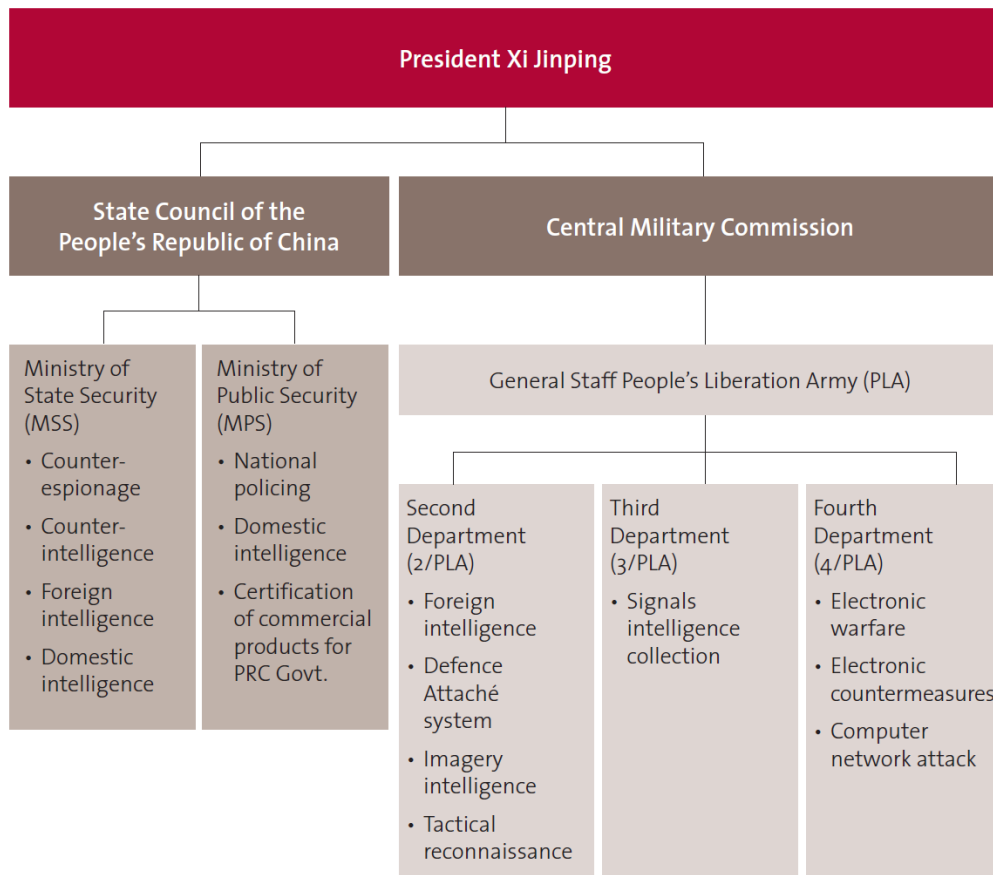 President Xi Jinping
State Council of the
People's Republic of China
Central Military Commission
Ministry of
State Security
(MSS)
• Counter-
espionage
• Counter-
intelligence
• Foreign
intelligence
• Domestic
intelligence
Ministry of
Public Security
(MPS)
• National
policing
• Domestic
intelligence
• Certification
of commercial
products for
PRC Govt.
General Staff People's Liberation Army (PLA)
Second
Department
(2/PLA)
• Foreign
intelligence
• Defence
Attaché
system
• Imagery
intelligence
• Tactical
reconnaissance
Third
Department
(3/PLA)
• Signals
intelligence
collection
Fourth
Department
(4/PLA)
• Electronic
warfare
• Electronic
countermeasures
• Computer
network attack